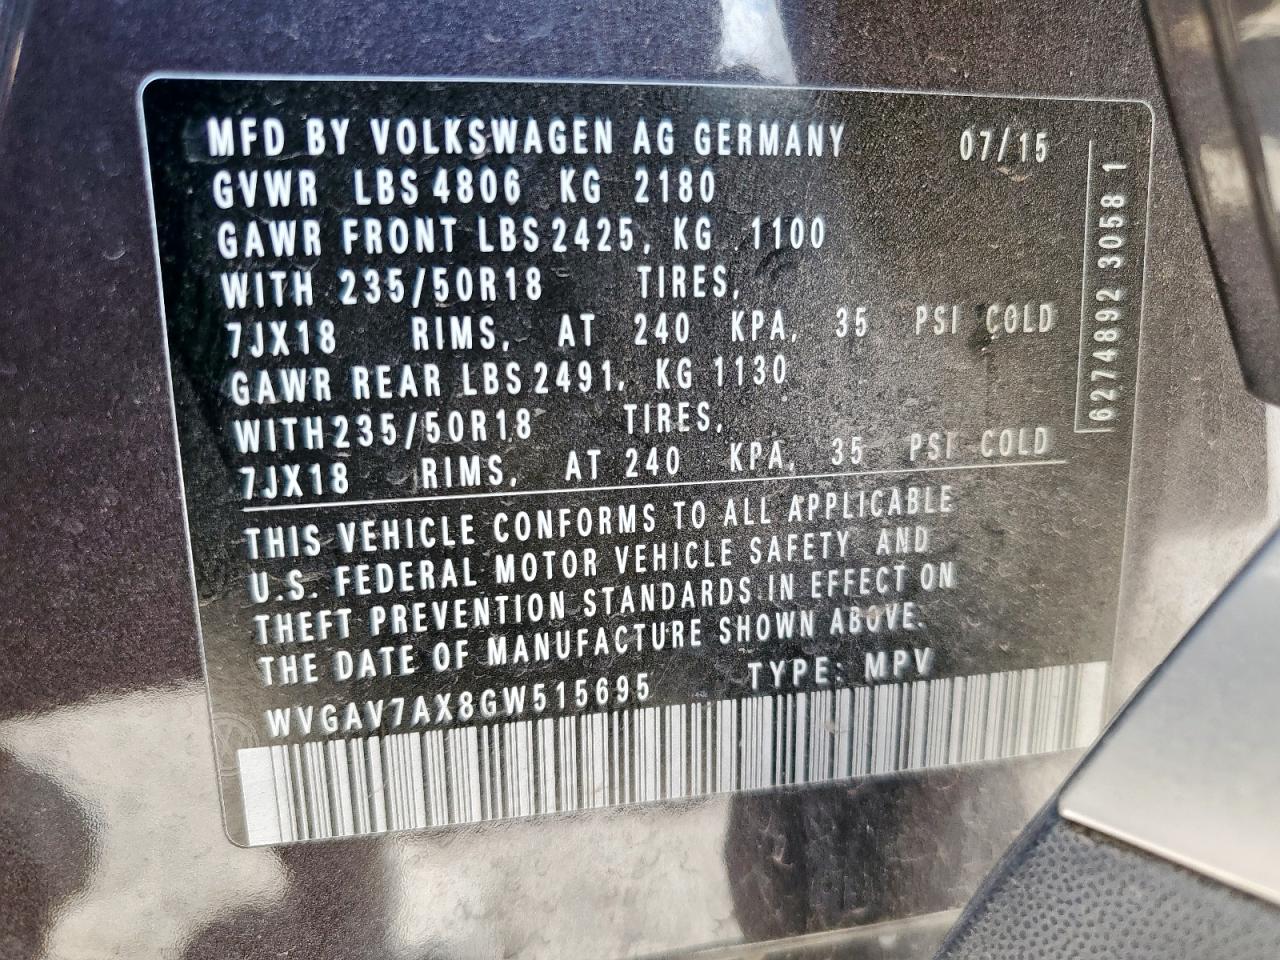 MFD BY VOLKSWAGEN AG GERMANY 07/15
GVWR LBS 4806 KG 2180
GAWR FRONT LBS 2425, KG 1100
WITH 235/50R18 TIRES,
7JX18 RIMS, AT 240 KPA, 35 PSI COLD
GAWR REAR LBS 2491, KG 1130
WITH 235/50R18 TIRES,
7JX18 RIMS, AT 240 KPA, 35 PSI COLD
THIS VEHICLE CONFORMS TO ALL APPLICABLE
U.S. FEDERAL MOTOR VEHICLE SAFETY AND
THEFT PREVENTION STANDARDS IN EFFECT ON
THE DATE OF MANUFACTURE SHOWN ABOVE.
WVGAV7AX8GW515695 TYPE: MPV
6274892 3058 1